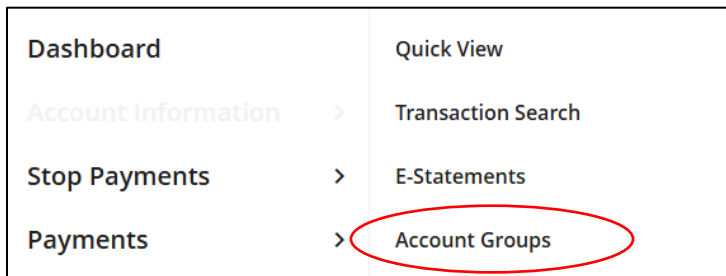 Dashboard
Account Information
Stop Payments
Payments
Quick View
Transaction Search
E-Statements
Account Groups